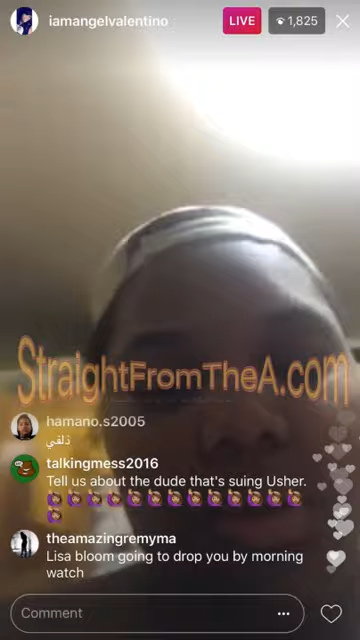 iamangelvalentino LIVE 1,825
StraightFromTheA.com
hamano.s2005
ذلقي
talkingmess2016
Tell us about the dude that's suing Usher.
🙋🏽🙋🏽🙋🏽🙋🏽🙋🏽🙋🏽🙋🏽🙋🏽🙋🏽🙋🏽🙋🏽🙋🏽🙋🏽
🙋🏽
theamazingremyma
Lisa bloom going to drop you by morning
watch
Comment